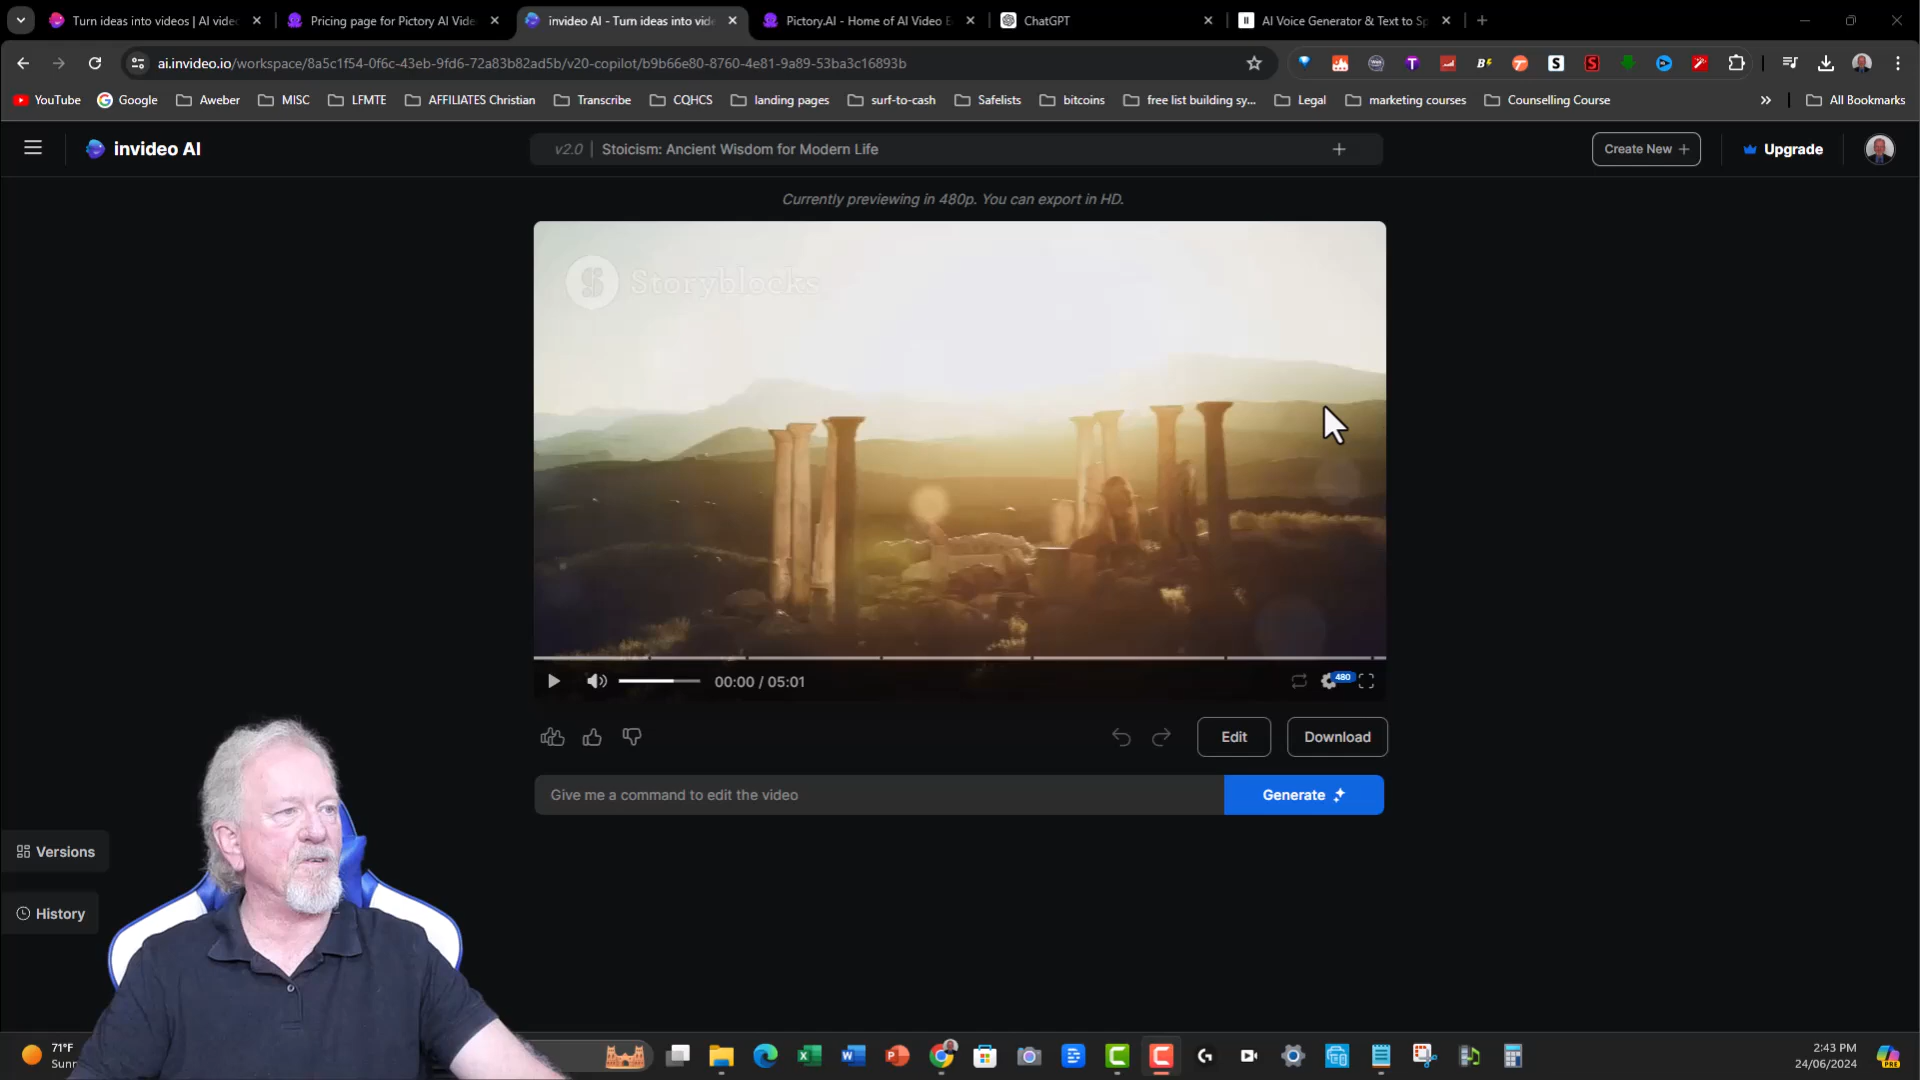 Turn ideas into videos | AI vide
Pricing page for Pictory AI Vide
invideo AI - Turn ideas into vide
Pictory.AI - Home of AI Video E
ChatGPT
AI Voice Generator & Text to Sp
ai.invideo.io/workspace/8a5c1f54-0f6c-43eb-9fd6-72a83b82ad5b/v20-copilot/b9b66e80-8760-4e81-9a89-53ba3c16893b
YouTube
Google
Aweber
MISC
LFMTE
AFFILIATES Christian
Transcribe
CQHCS
landing pages
surf-to-cash
Safelists
bitcoins
free list building sy...
Legal
marketing courses
Counselling Course
»
All Bookmarks
invideo AI
v2.0 | Stoicism: Ancient Wisdom for Modern Life
Create New +
Upgrade
Currently previewing in 480p. You can export in HD.
Storyblocks
00:00 / 05:01
480
Edit
Download
Give me a command to edit the video
Generate
Versions
History
71°F
Sunn
2:43 PM
24/06/2024
PRE